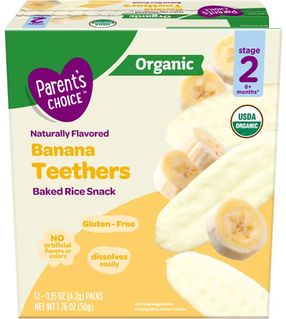 Organic
stage
2
6+
months*
Parent's
CHOICE™
USDA
ORGANIC
Naturally Flavored
Banana
Teethers
Baked Rice Snack
Gluten - Free
NO
artificial
flavors or
colors
dissolves
easily
12 - 0.15 OZ (4.2g) PACKS
NET WT 1.76 OZ (50g)